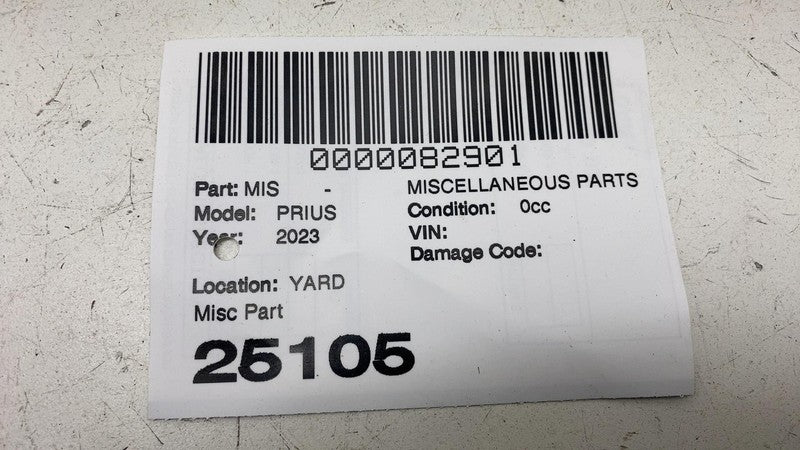 0000082901
Part: MIS - MISCELLANEOUS PARTS
Model: PRIUS Condition: 0cc
Year: 2023 VIN:
Damage Code:
Location: YARD
Misc Part
25105